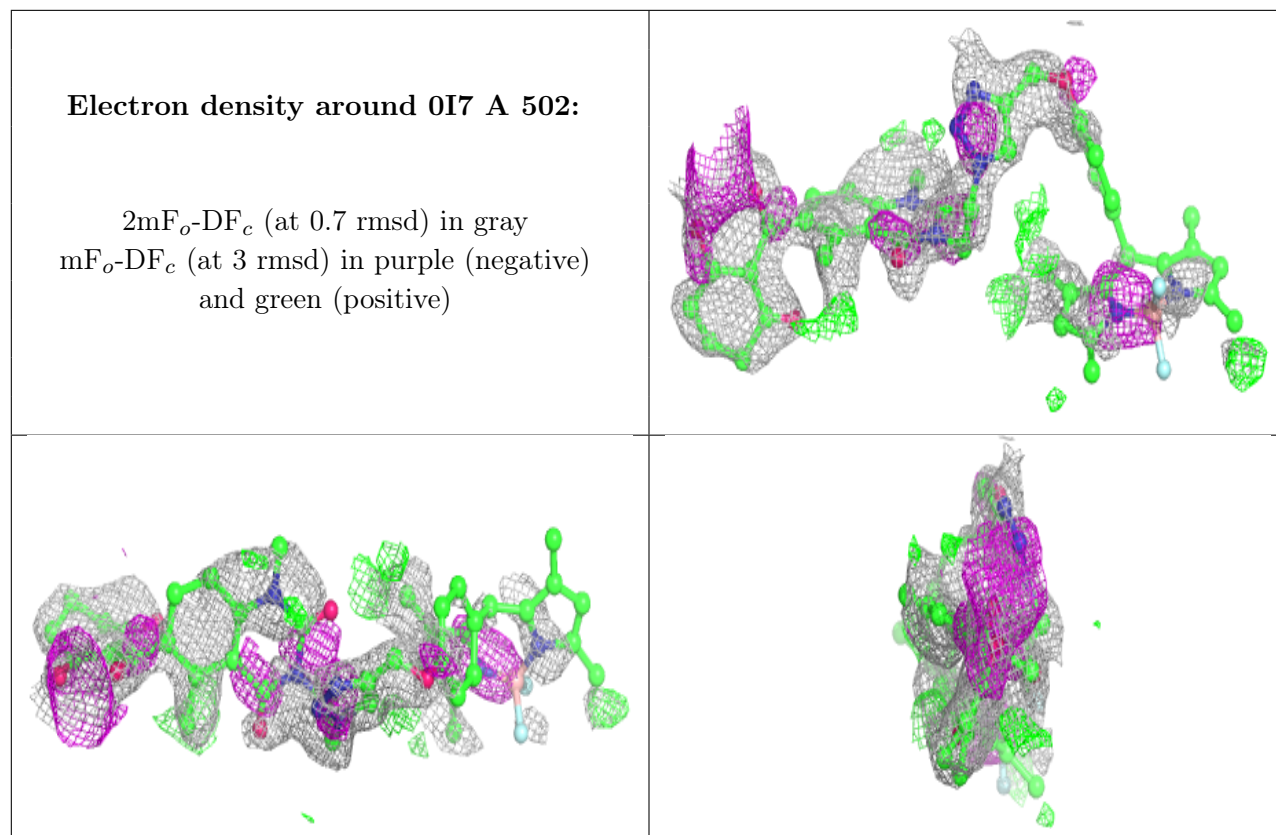 Electron density around 0I7 A 502:
2mFo-DFc (at 0.7 rmsd) in gray
mFo-DFc (at 3 rmsd) in purple (negative)
and green (positive)